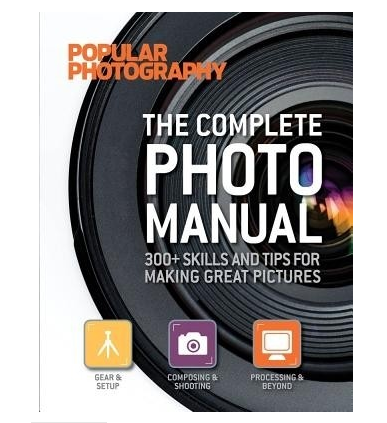 POPULAR
PHOTOGRAPHY
THE COMPLETE
PHOTO
MANUAL
300+ SKILLS AND TIPS FOR
MAKING GREAT PICTURES
GEAR &
SETUP
COMPOSING &
SHOOTING
PROCESSING &
BEYOND